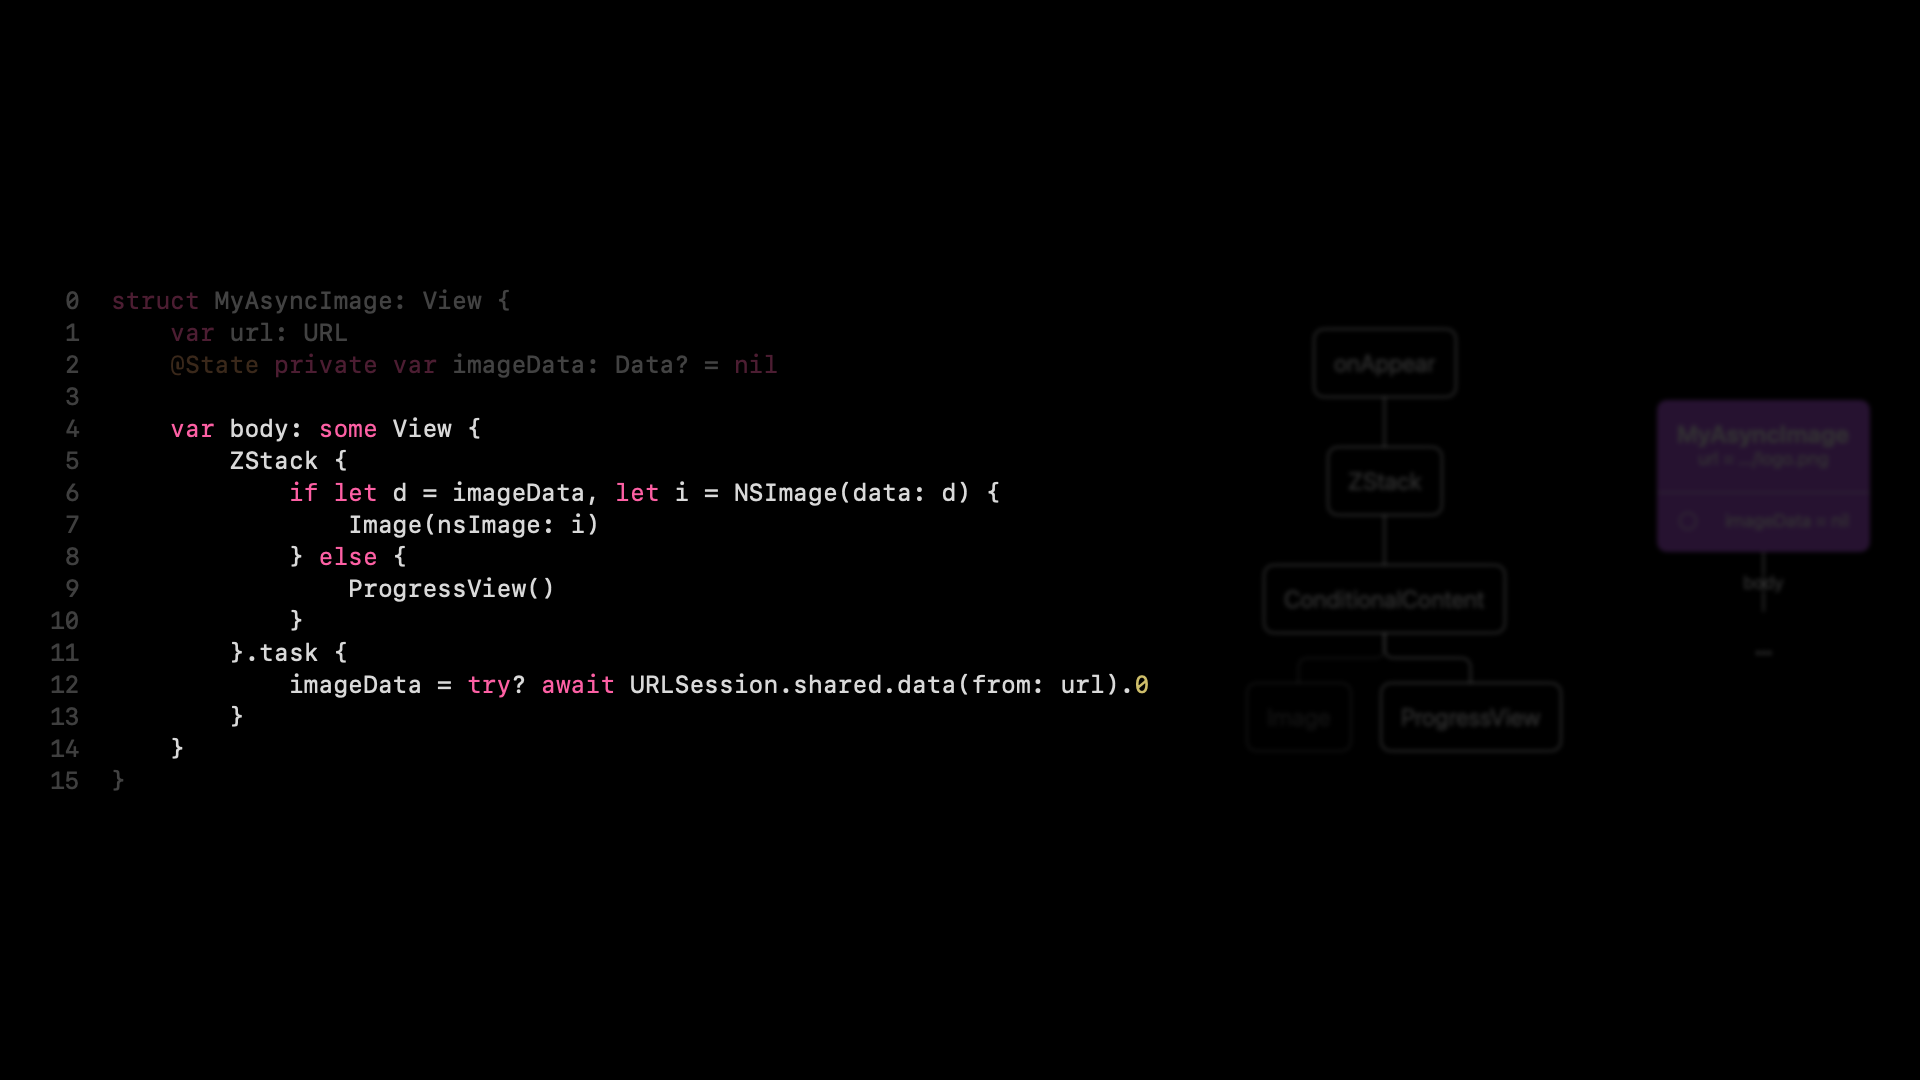 0 struct MyAsyncImage: View {
1 var url: URL
2 @State private var imageData: Data? = nil
3
4 var body: some View {
5 ZStack {
6 if let d = imageData, let i = NSImage(data: d) {
7 Image(nsImage: i)
8 } else {
9 ProgressView()
10 }
11 }.task {
12 imageData = try? await URLSession.shared.data(from: url).0
13 }
14 }
15 }
onAppear
ZStack
ConditionalContent
Image
ProgressView
MyAsyncImage
url = .../logo.png
imageData = nil
body